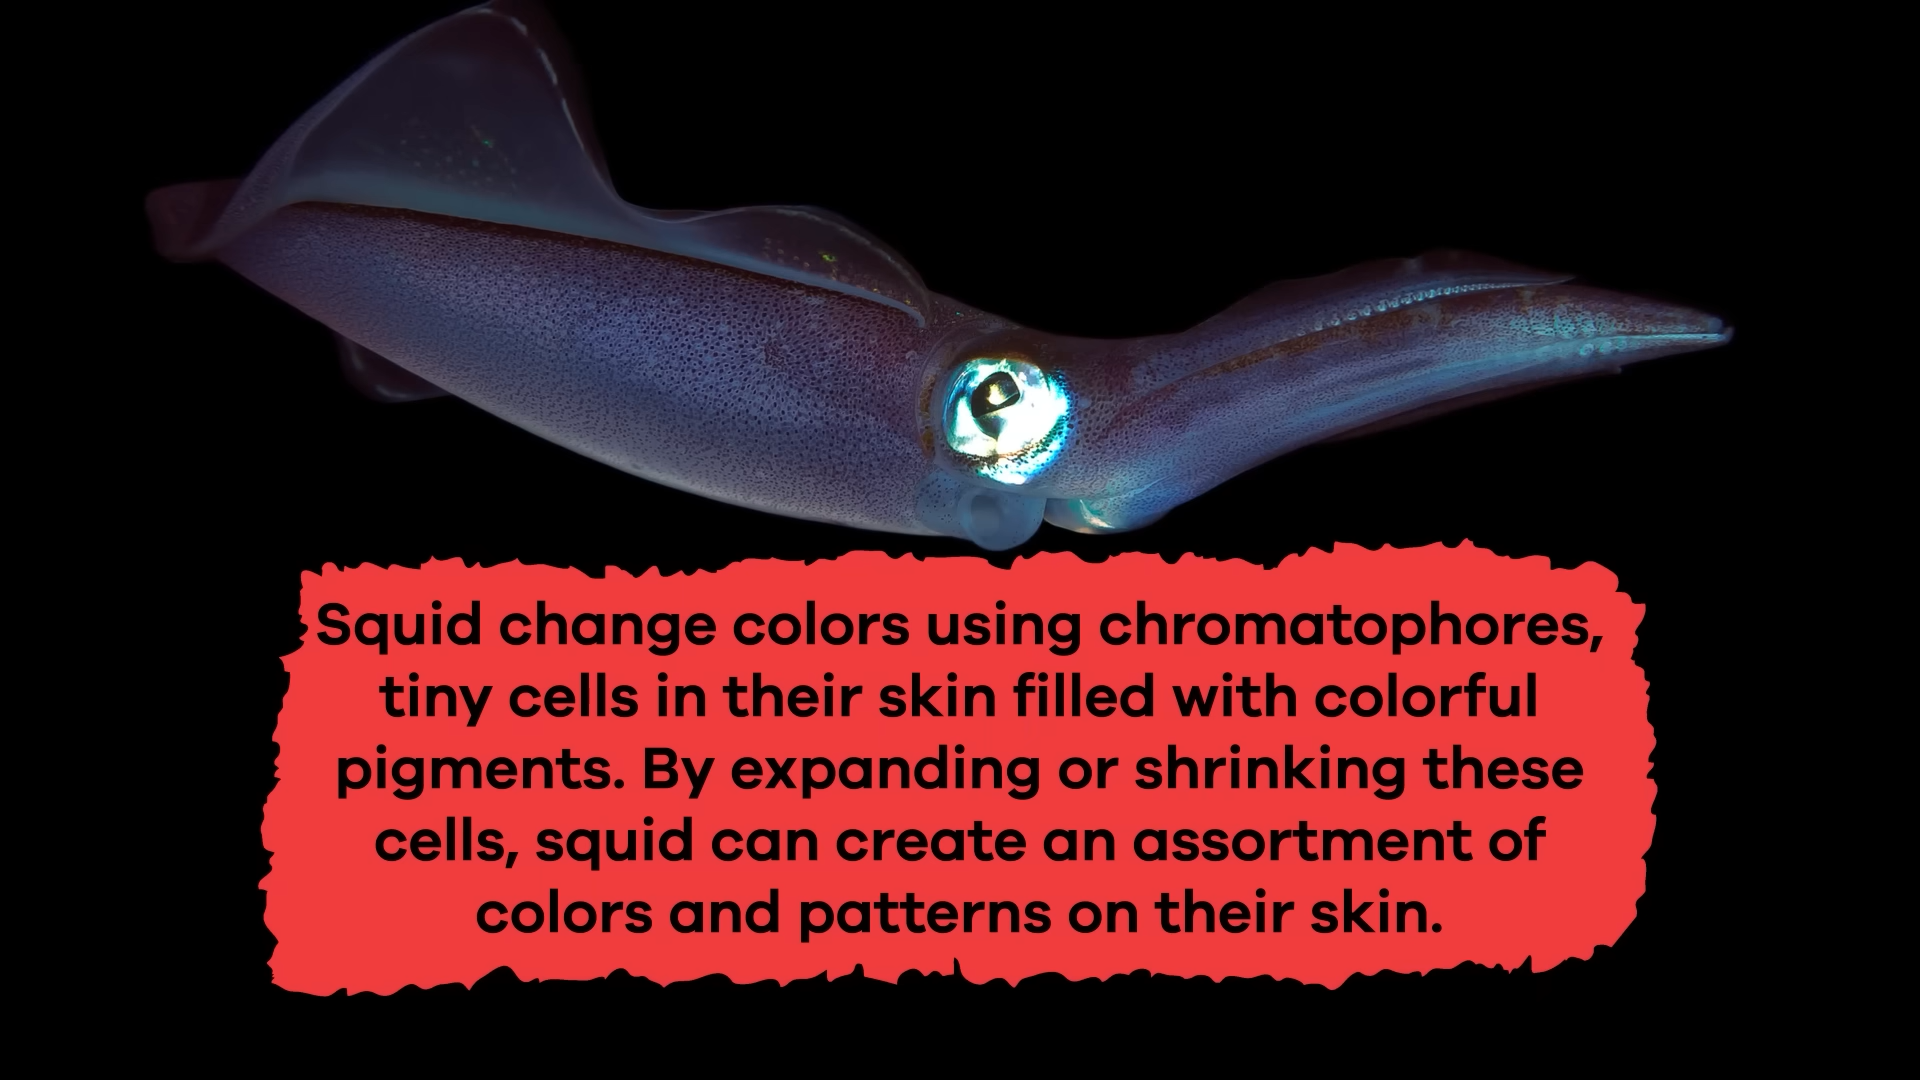 Squid change colors using chromatophores,
tiny cells in their skin filled with colorful
pigments. By expanding or shrinking these
cells, squid can create an assortment of
colors and patterns on their skin.